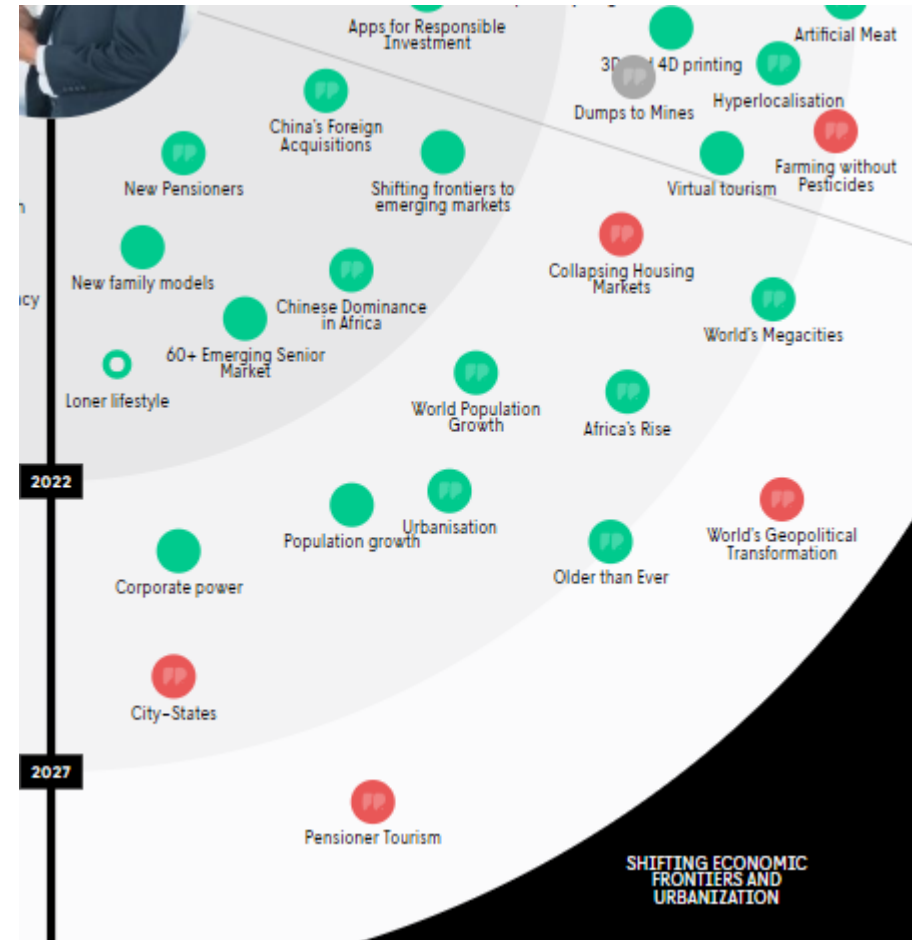 Apps for Responsible
Investment
Artificial Meat
4D printing
Dumps to Mines
Hyperlocalisation
China's Foreign
Acquisitions
New Pensioners
Shifting frontiers to
emerging markets
Virtual tourism
Farming without
Pesticides
New family models
Collapsing Housing
Markets
Chinese Dominance
in Africa
World's Megacities
60+ Emerging Senior
Market
Loner lifestyle
World Population
Growth
Africa's Rise
2022
Population growth
Urbanisation
World's Geopolitical
Transformation
Corporate power
Older than Ever
City-States
2027
Pensioner Tourism
SHIFTING ECONOMIC
FRONTIERS AND
URBANIZATION